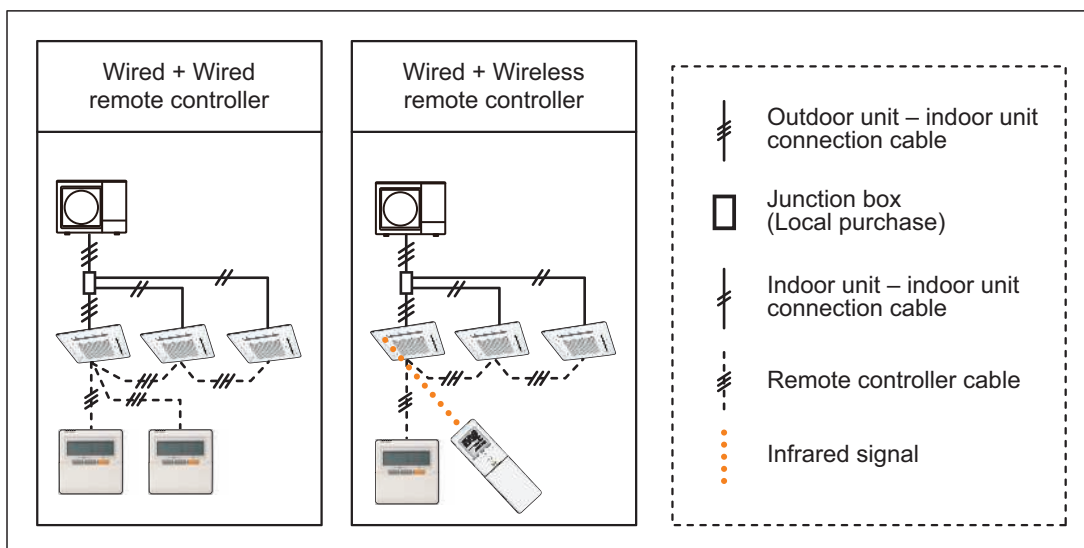 Wired + Wired
remote controller
Wired + Wireless
remote controller
Outdoor unit – indoor unit
connection cable
Junction box
(Local purchase)
Indoor unit – indoor unit
connection cable
Remote controller cable
Infrared signal